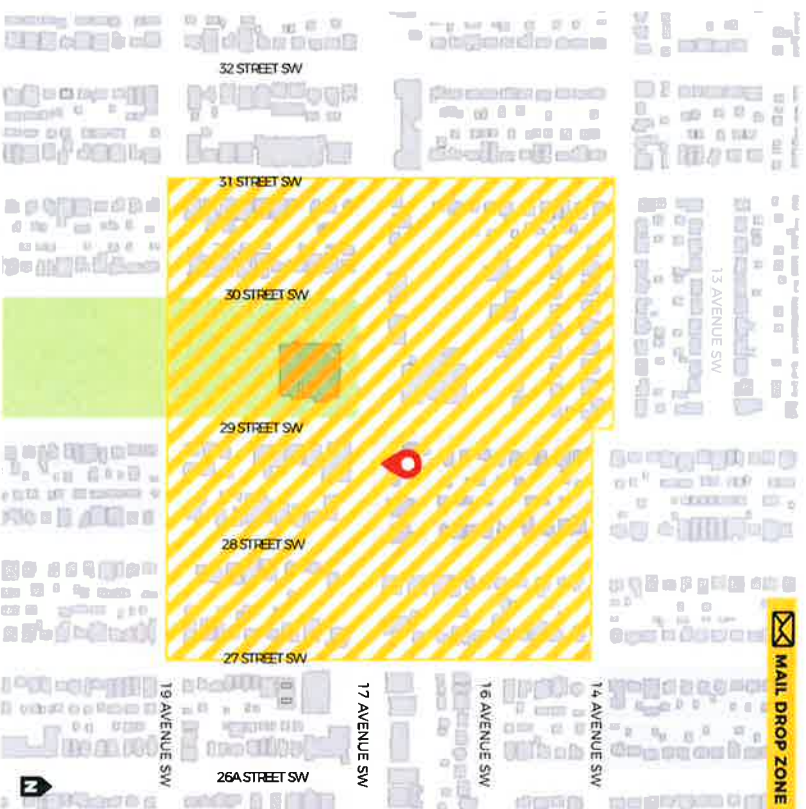 32 STREET SW
31 STREET SW
30 STREET SW
13 AVENUE SW
29 STREET SW
28 STREET SW
27 STREET SW
19 AVENUE SW
17 AVENUE SW
16 AVENUE SW
14 AVENUE SW
MAIL DROP ZONE
26A STREET SW
N